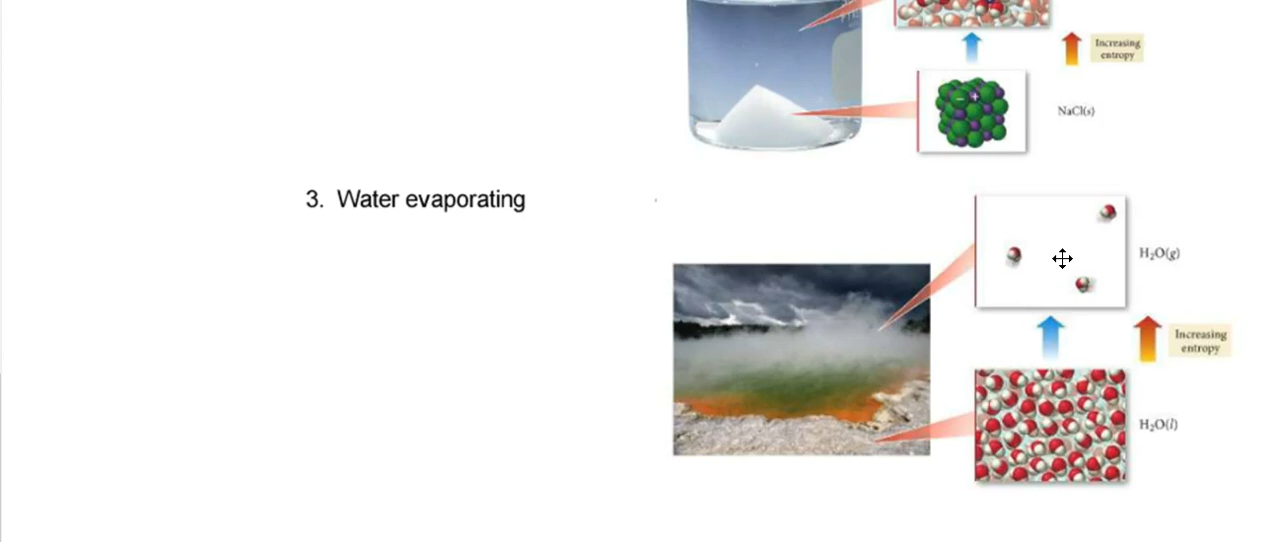 Increasing
entropy
− +
NaCl(s)
3. Water evaporating
H₂O(g)
Increasing
entropy
H₂O(l)